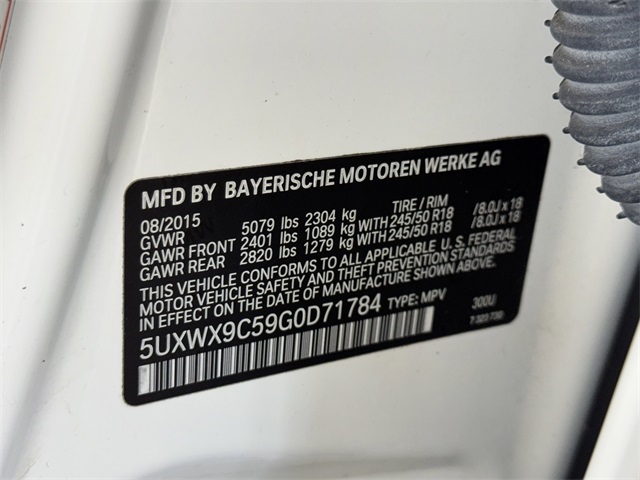 MFD BY BAYERISCHE MOTOREN WERKE AG
08/2015 TIRE / RIM
GVWR 5079 lbs 2304 kg
GAWR FRONT 2401 lbs 1089 kg WITH 245/50 R18 / 8.0J x 18
GAWR REAR 2820 lbs 1279 kg WITH 245/50 R18 / 8.0J x 18
THIS VEHICLE CONFORMS TO ALL APPLICABLE U.S. FEDERAL
MOTOR VEHICLE SAFETY AND THEFT PREVENTION STANDARDS
IN EFFECT ON THE DATE OF MANUFACTURE SHOWN ABOVE.
5UXWX9C59G0D71784 TYPE: MPV 300U